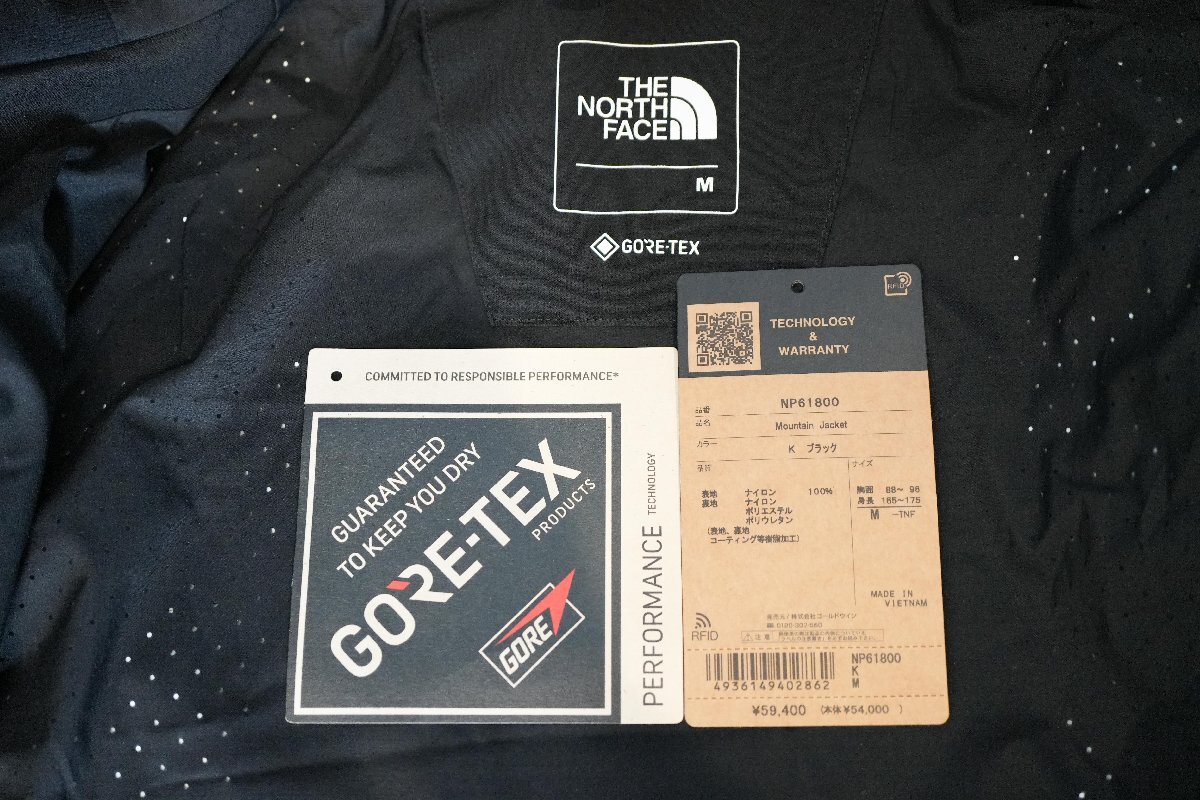 THE
NORTH
FACE
M
GORE-TEX
COMMITTED TO RESPONSIBLE PERFORMANCE*
GUARANTEED
TO KEEP YOU DRY
GORE-TEX
PRODUCTS
GORE
PERFORMANCE TECHNOLOGY
RFID
TECHNOLOGY
&
WARRANTY
品番 NP61800
品名 Mountain Jacket
カラー K ブラック
品質
サイズ
表地 ナイロン 100%
裏地 ナイロン
ポリエステル
ポリウレタン
(表地、裏地
コーティング等樹脂加工)
胸囲 88~ 96
身長 165~175
M -TNF
MADE IN
VIETNAM
RFID
発売元/株式会社ゴールドウイン
0120-307-560
注意
4936149402862
NP61800
K
M
¥59,400 (本体 ¥54,000 )